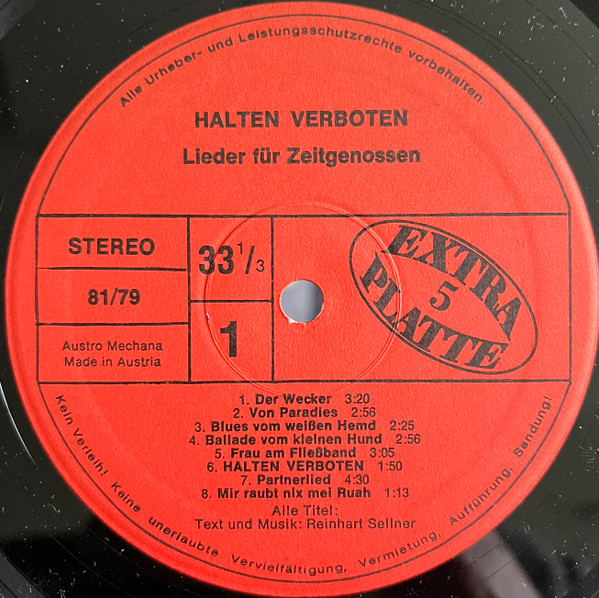 Alle Urheber- und Leistungsschutzrechte vorbehalten.
HALTEN VERBOTEN
Lieder für Zeitgenossen
STEREO
81/79
Austro Mechana
Made in Austria
33 1/3
1
EXTRA
5
PLATTE
1. Der Wecker 3:20
2. Von Paradies 2:56
3. Blues vom weißen Hemd 2:25
4. Ballade vom kleinen Hund 2:56
5. Frau am Fließband 3:05
6. HALTEN VERBOTEN 1:50
7. Partnerlied 4:30
8. Mir raubt nix mei Ruah 1:13
Alle Titel:
Text und Musik: Reinhart Sellner
Kein Verleih! Keine unerlaubte Vervielfältigung, Vermietung, Aufführung, Sendung!